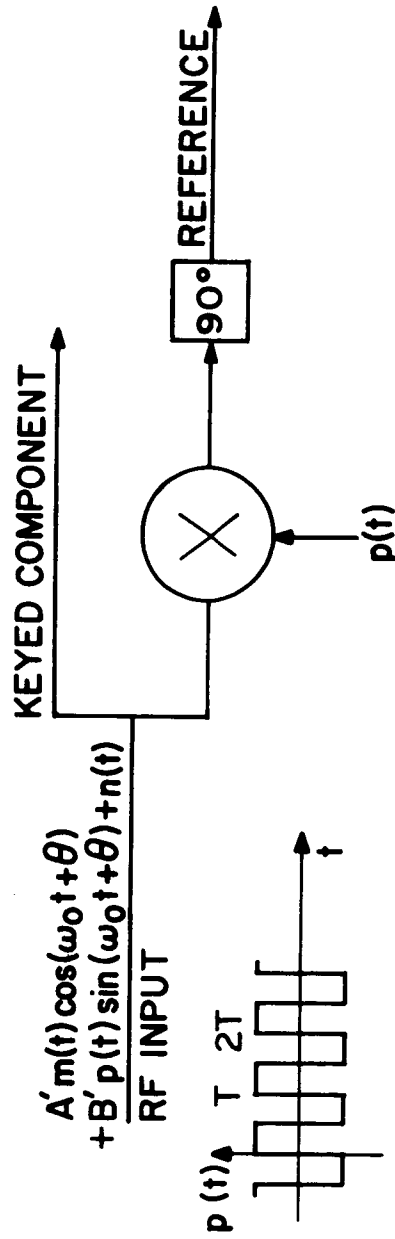 A′m(t)cos(ω₀t+θ)
+B′p(t)sin(ω₀t+θ)+n(t)
RF INPUT
KEYED COMPONENT
X
90°
REFERENCE
p(t)
p(t)
T
2T
t